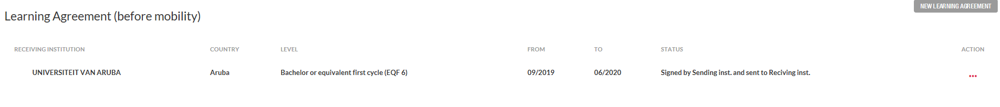 NEW LEARNING AGREEMENT
Learning Agreement (before mobility)
RECEIVING INSTITUTION COUNTRY LEVEL FROM TO STATUS ACTION
UNIVERSITEIT VAN ARUBA Aruba Bachelor or equivalent first cycle (EQF 6) 09/2019 06/2020 Signed by Sending inst. and sent to Reciving inst. •••